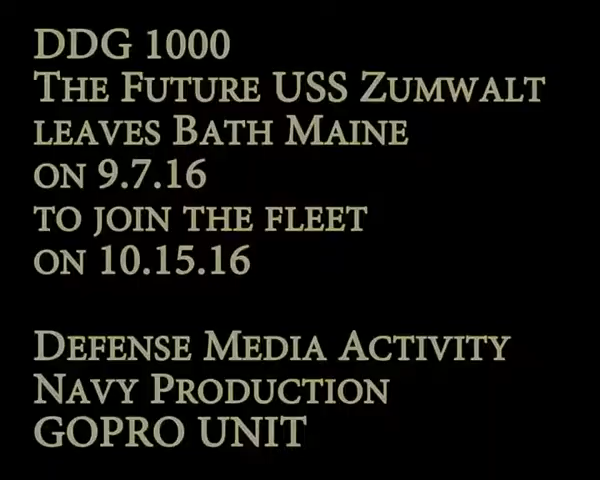 DDG 1000
The Future USS Zumwalt
leaves Bath Maine
on 9.7.16
to join the fleet
on 10.15.16
Defense Media Activity
Navy Production
GOPRO UNIT